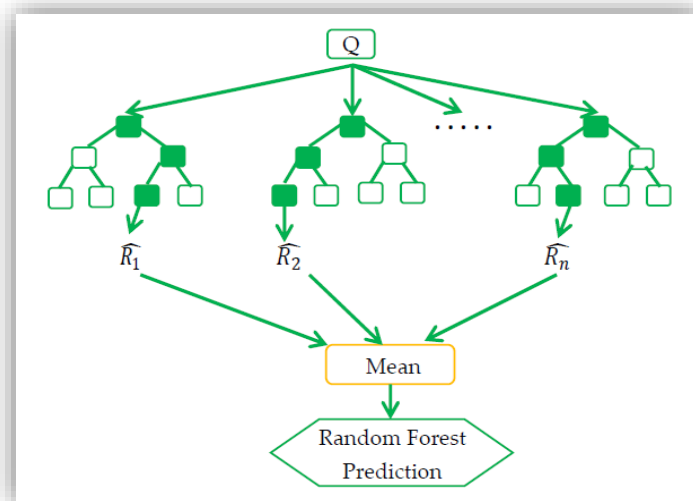 Q
.....
R̂₁ R̂₂ R̂ₙ
Mean
Random Forest
Prediction